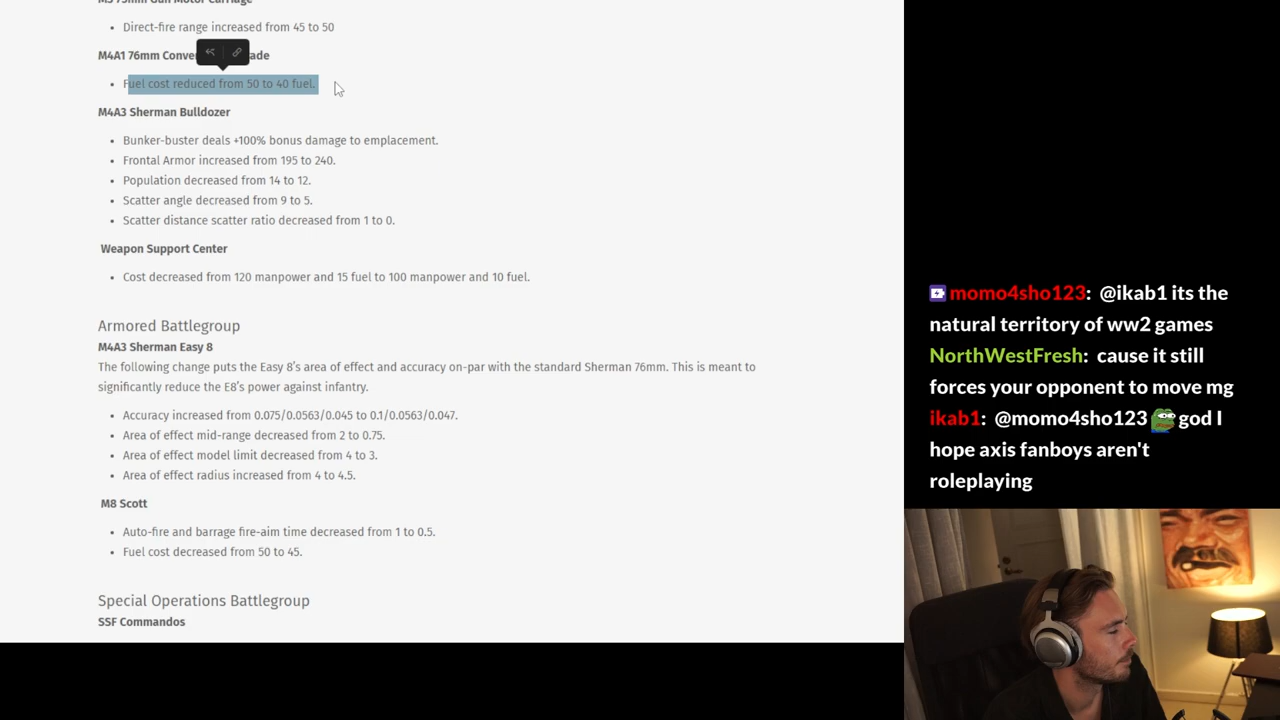 M3 75mm Gun Motor Carriage
Direct-fire range increased from 45 to 50
M4A1 76mm Conve ade
Fuel cost reduced from 50 to 40 fuel.
M4A3 Sherman Bulldozer
Bunker-buster deals +100% bonus damage to emplacement.
Frontal Armor increased from 195 to 240.
Population decreased from 14 to 12.
Scatter angle decreased from 9 to 5.
Scatter distance scatter ratio decreased from 1 to 0.
Weapon Support Center
Cost decreased from 120 manpower and 15 fuel to 100 manpower and 10 fuel.
Armored Battlegroup
M4A3 Sherman Easy 8
The following change puts the Easy 8's area of effect and accuracy on-par with the standard Sherman 76mm. This is meant to
significantly reduce the E8's power against infantry.
Accuracy increased from 0.075/0.0563/0.045 to 0.1/0.0563/0.047.
Area of effect mid-range decreased from 2 to 0.75.
Area of effect model limit decreased from 4 to 3.
Area of effect radius increased from 4 to 4.5.
M8 Scott
Auto-fire and barrage fire-aim time decreased from 1 to 0.5.
Fuel cost decreased from 50 to 45.
Special Operations Battlegroup
SSF Commandos
momo4sho123: @ikab1 its the
natural territory of ww2 games
NorthWestFresh: cause it still
forces your opponent to move mg
ikab1: @momo4sho123 god I
hope axis fanboys aren't
roleplaying